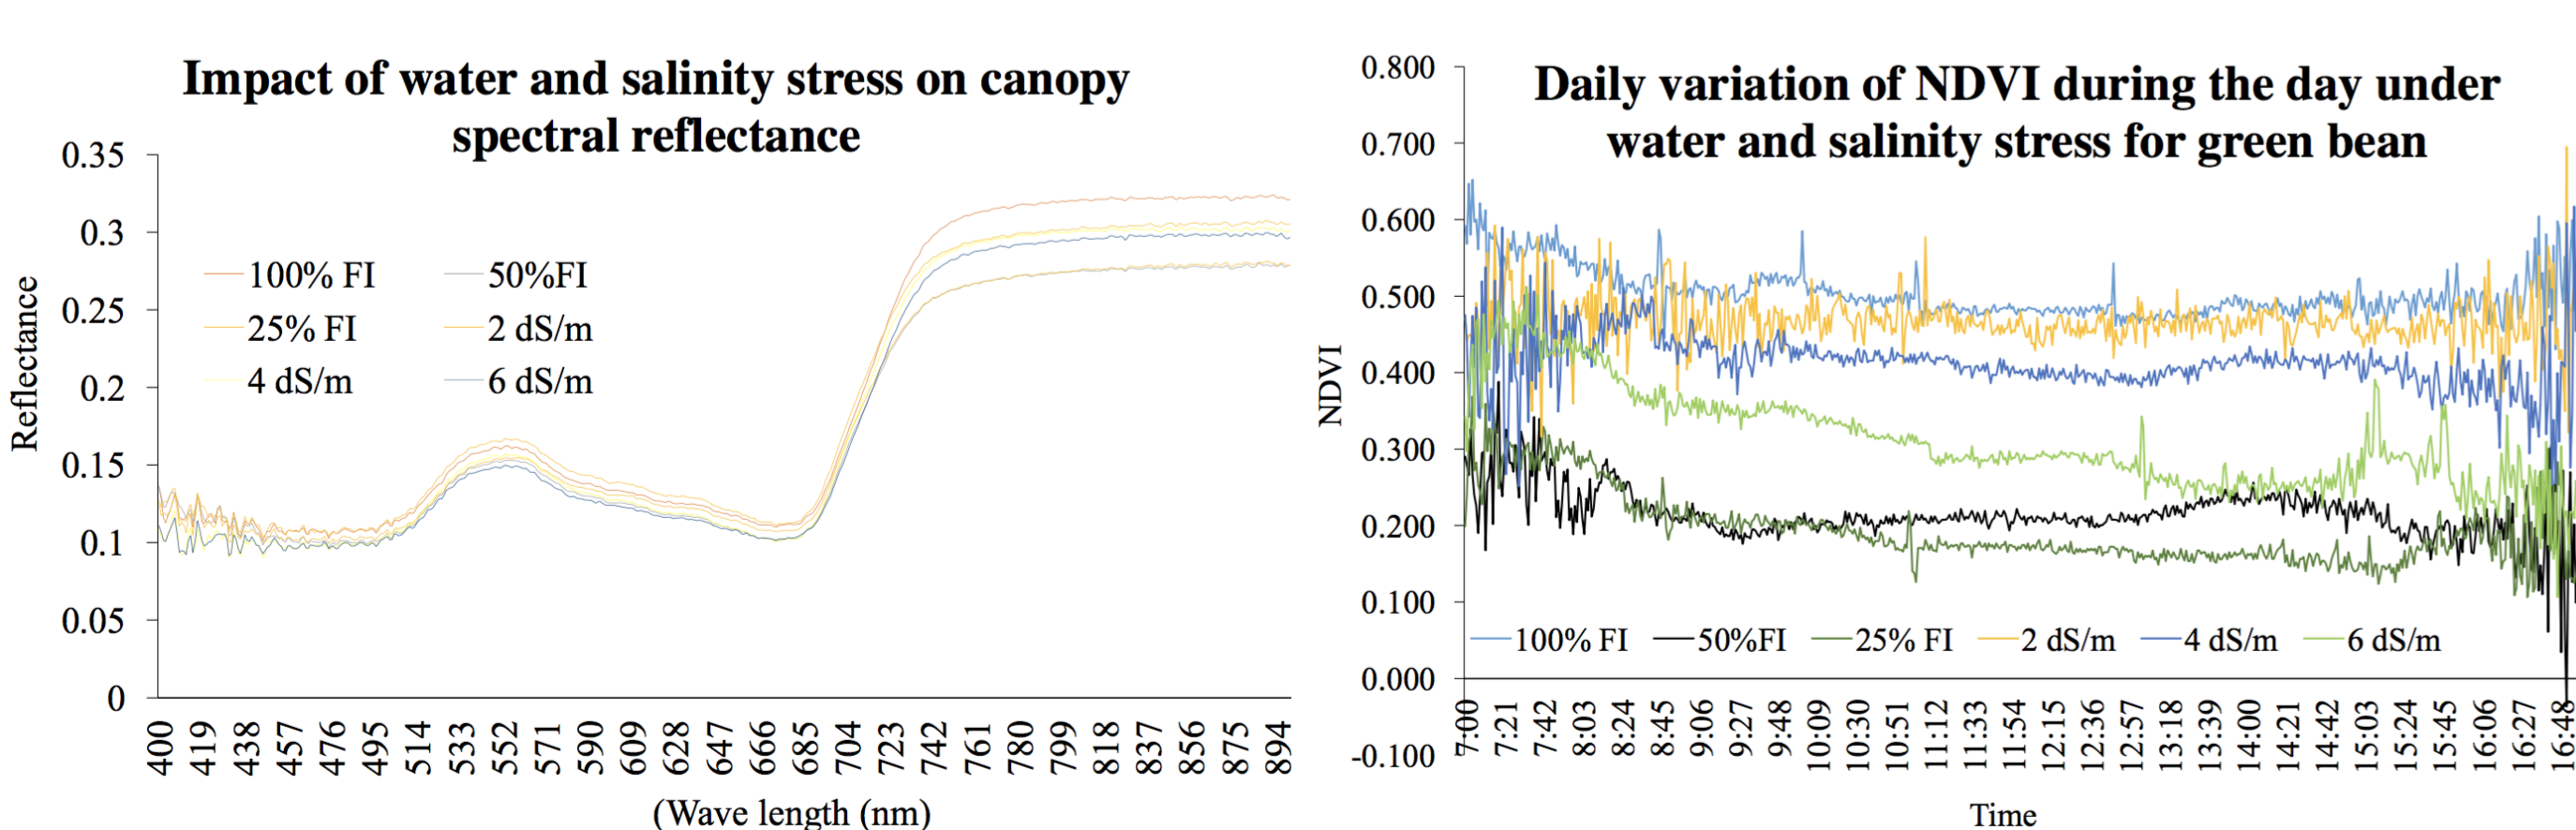 Impact of water and salinity stress on canopy
spectral reflectance
0.35
0.3
0.25
0.2
0.15
0.1
0.05
0
Reflectance
100% FI
50%FI
25% FI
2 dS/m
4 dS/m
6 dS/m
400 419 438 457 476 495 514 533 552 571 590 609 628 647 666 685 704 723 742 761 780 799 818 837 856 875 894
(Wave length (nm)
Daily variation of NDVI during the day under
water and salinity stress for green bean
0.800
0.700
0.600
0.500
0.400
0.300
0.200
0.100
0.000
-0.100
NDVI
100% FI 50%FI 25% FI 2 dS/m 4 dS/m 6 dS/m
7:00 7:21 7:42 8:03 8:24 8:45 9:06 9:27 9:48 10:09 10:30 10:51 11:12 11:33 11:54 12:15 12:36 12:57 13:18 13:39 14:00 14:21 14:42 15:03 15:24 15:45 16:06 16:27 16:48
Time